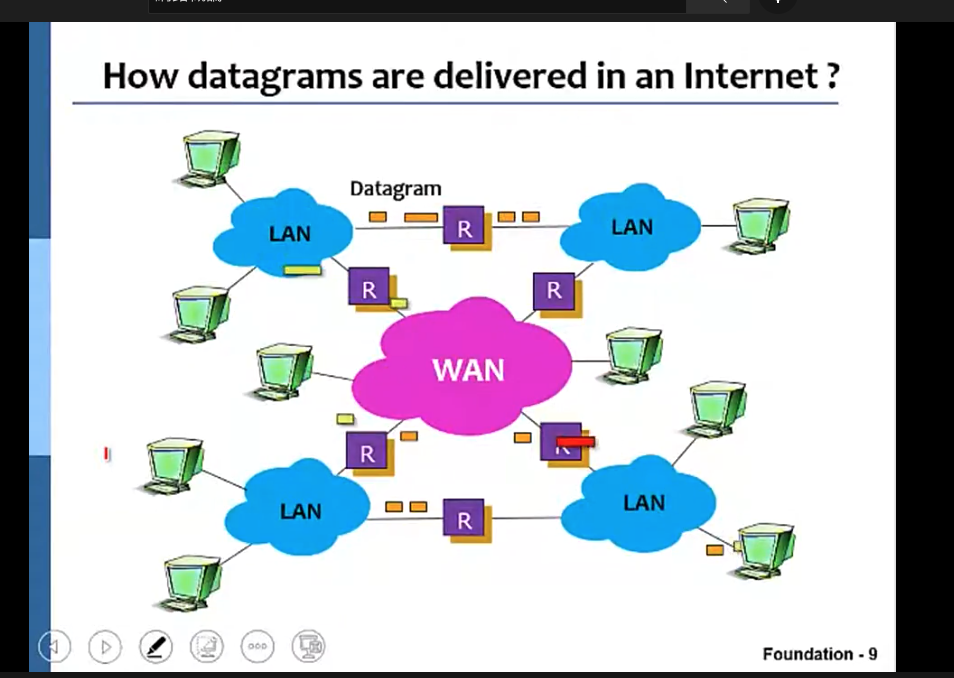 How datagrams are delivered in an Internet ?
Datagram
LAN
R
LAN
R
R
WAN
R
R
LAN
R
LAN
Foundation - 9